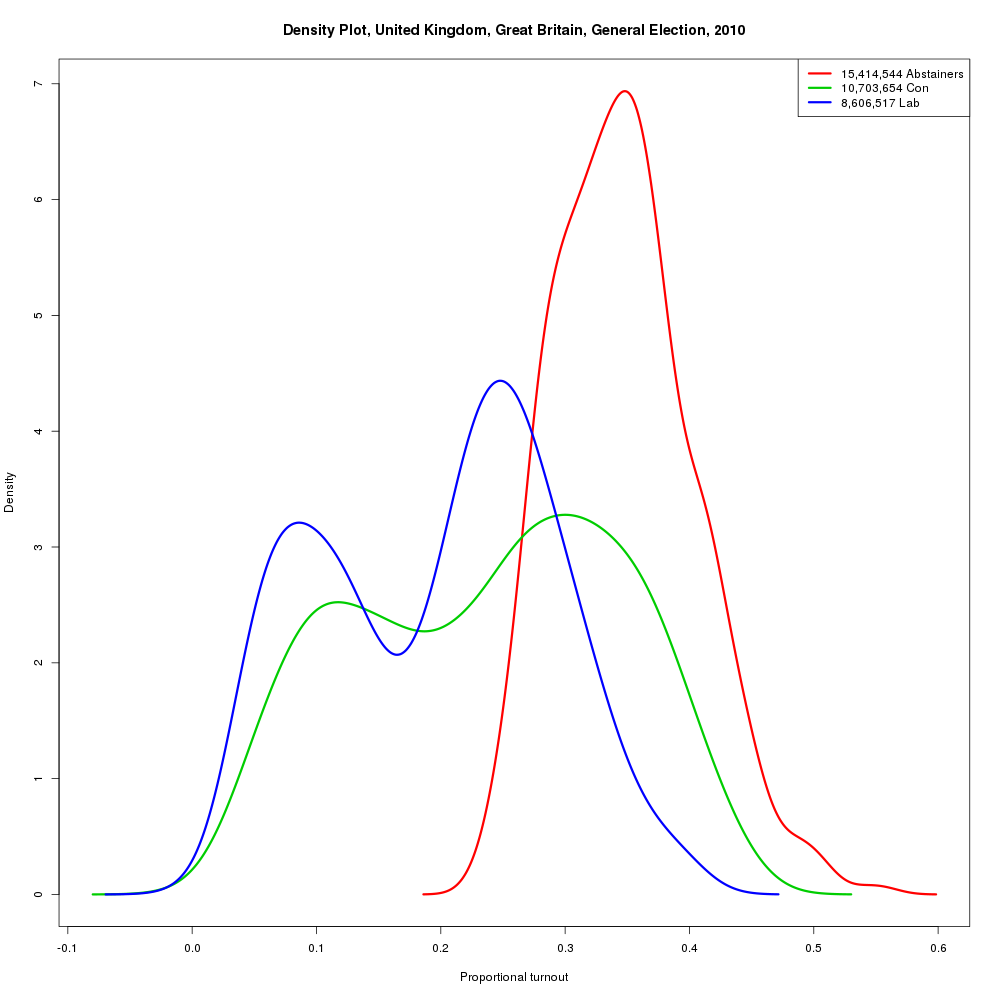 Density Plot, United Kingdom, Great Britain, General Election, 2010
15,414,544 Abstainers
10,703,654 Con
8,606,517 Lab
7
6
5
4
3
2
1
0
Density
-0.1 0.0 0.1 0.2 0.3 0.4 0.5 0.6
Proportional turnout